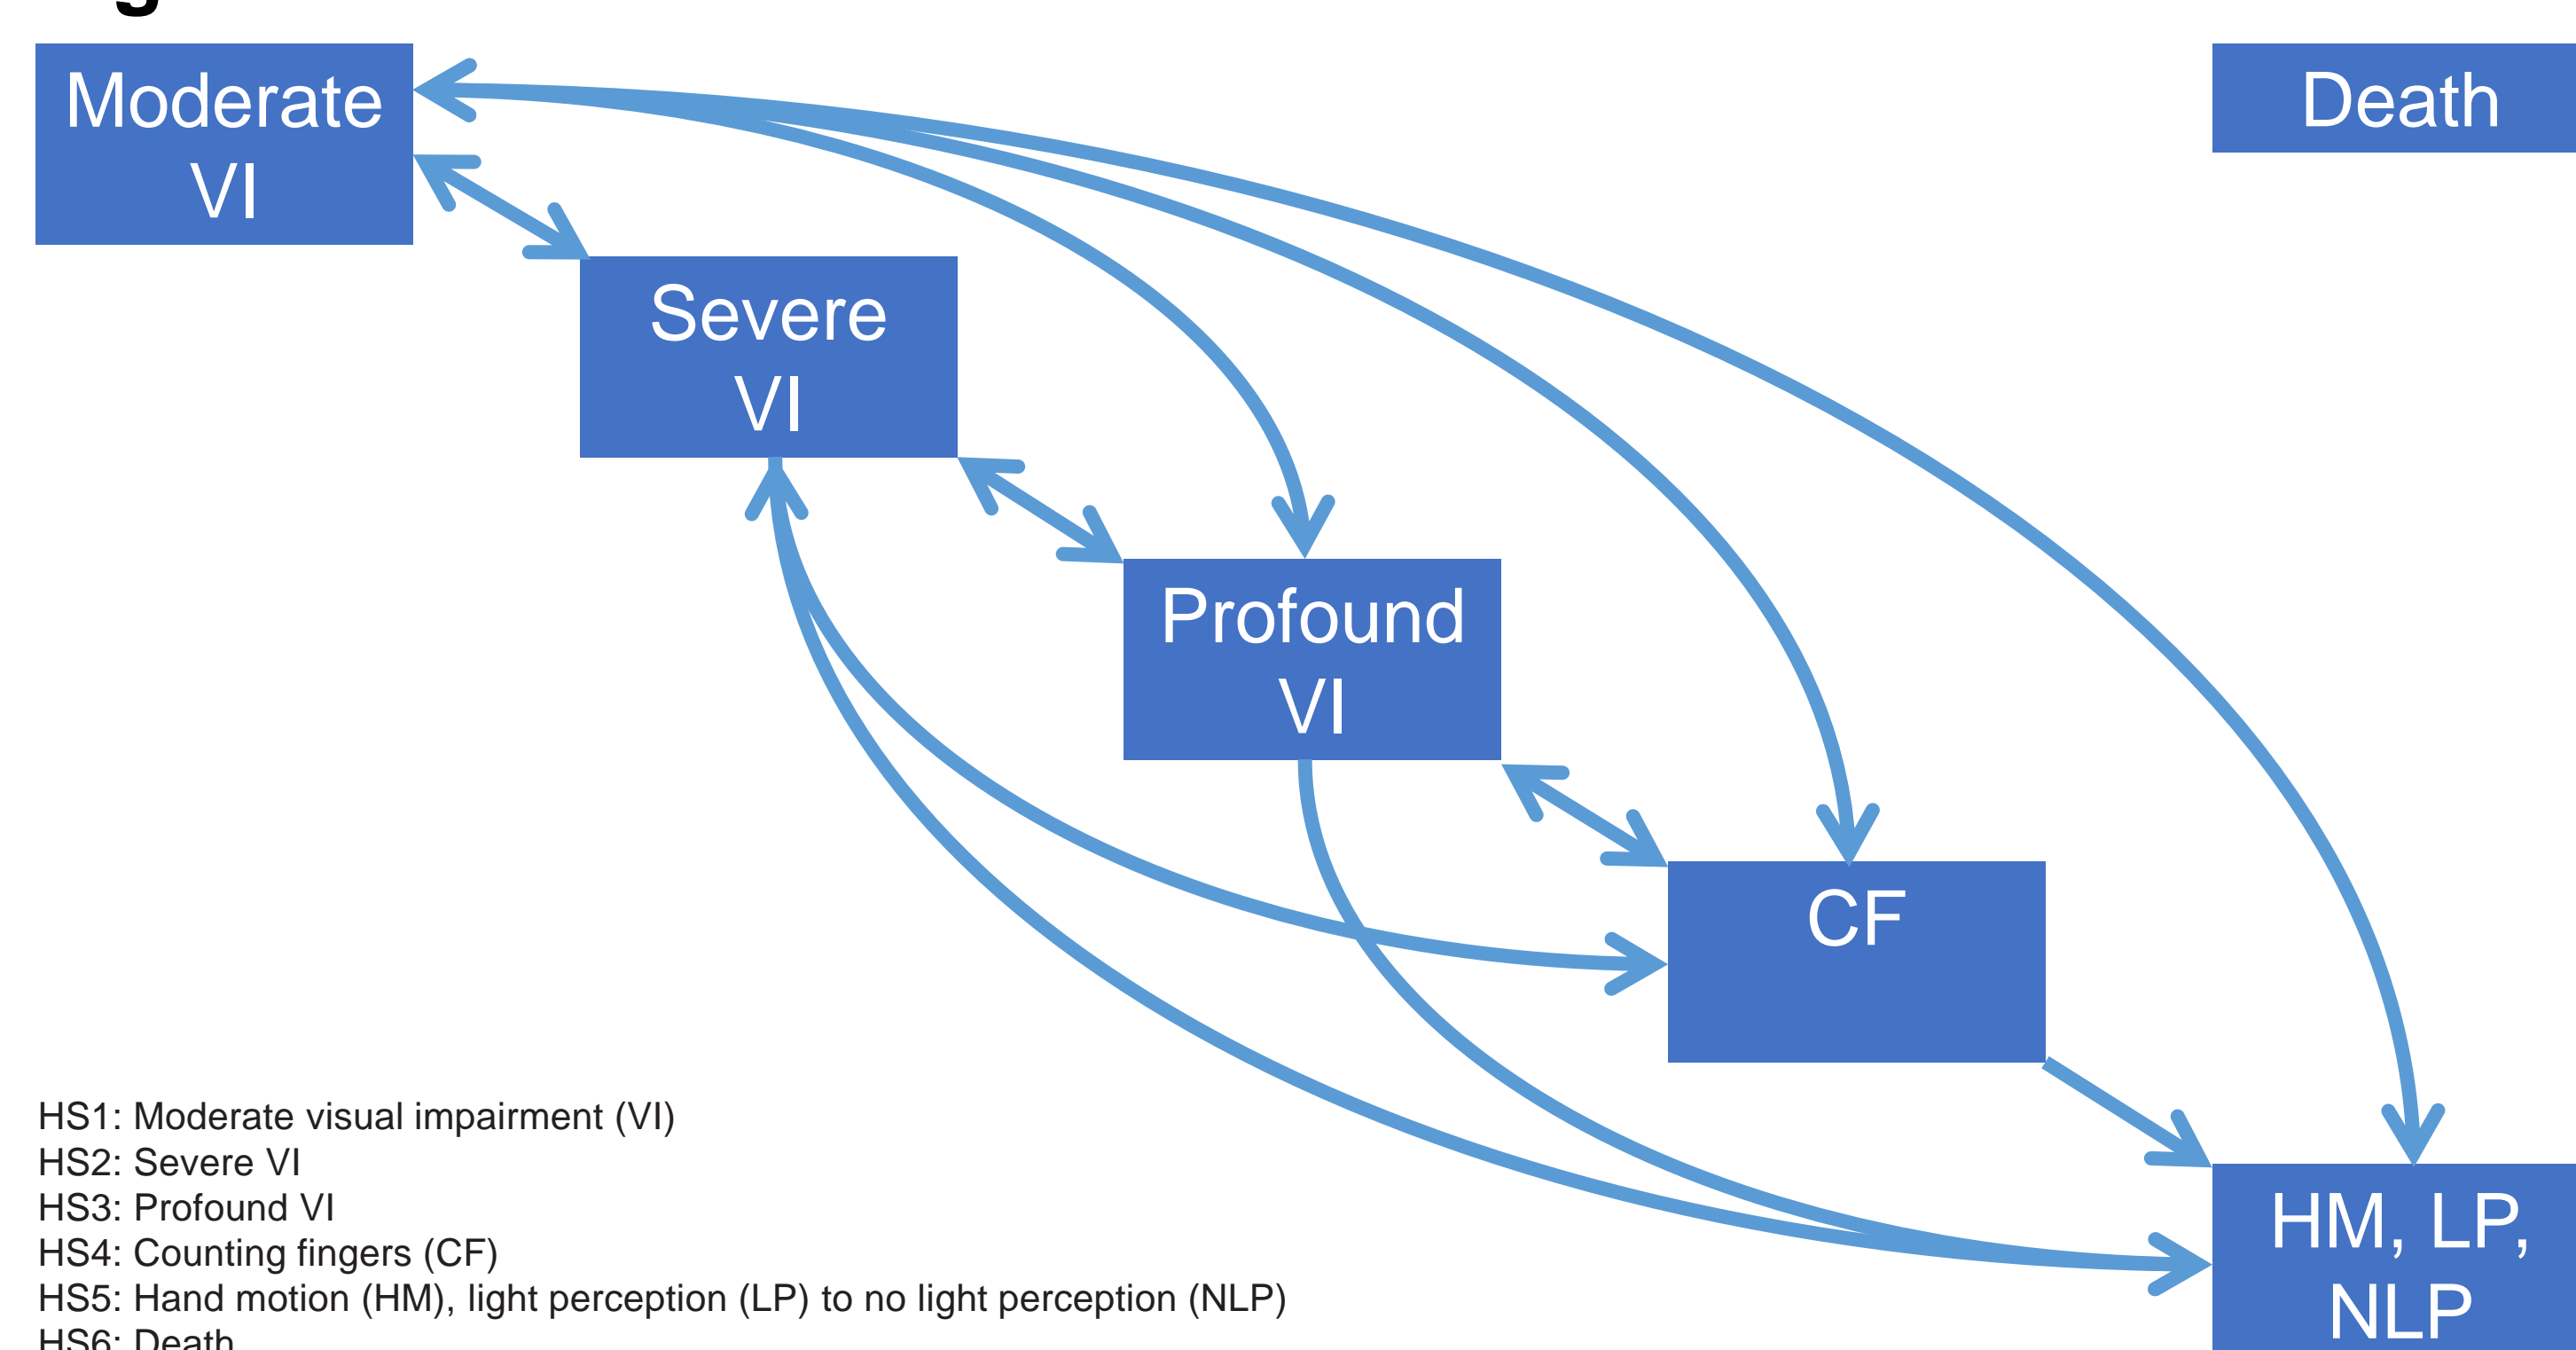 Moderate
VI
Death
Severe
VI
Profound
VI
CF
HM, LP,
NLP
HS1: Moderate visual impairment (VI)
HS2: Severe VI
HS3: Profound VI
HS4: Counting fingers (CF)
HS5: Hand motion (HM), light perception (LP) to no light perception (NLP)
HS6: Death